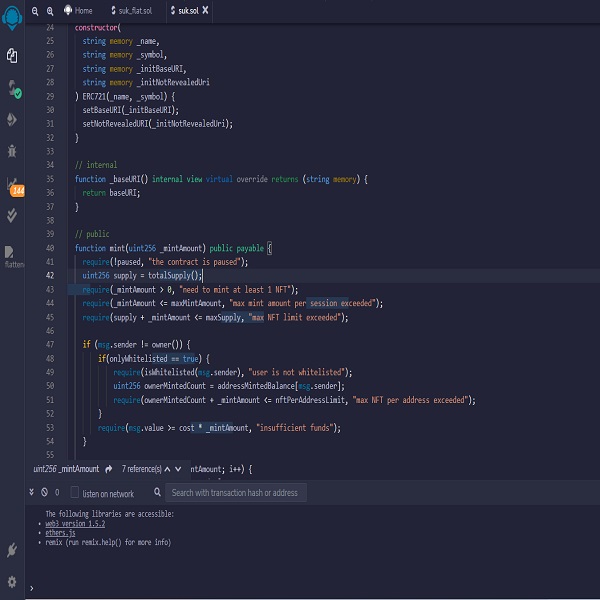 Home
suk_flat.sol
suk.sol
24 constructor(
25 string memory _name,
26 string memory _symbol,
27 string memory _initBaseURI,
28 string memory _initNotRevealedUri
29 ) ERC721(_name, _symbol) {
30 setBaseURI(_initBaseURI);
31 setNotRevealedURI(_initNotRevealedUri);
32 }
33
34 // internal
35 function _baseURI() internal view virtual override returns (string memory) {
36 return baseURI;
37 }
38
39 // public
40 function mint(uint256 _mintAmount) public payable {
41 require(!paused, "the contract is paused");
42 uint256 supply = totalSupply();
43 require(_mintAmount > 0, "need to mint at least 1 NFT");
44 require(_mintAmount <= maxMintAmount, "max mint amount per session exceeded");
45 require(supply + _mintAmount <= maxSupply, "max NFT limit exceeded");
46
47 if (msg.sender != owner()) {
48 if(onlyWhitelisted == true) {
49 require(isWhitelisted(msg.sender), "user is not whitelisted");
50 uint256 ownerMintedCount = addressMintedBalance[msg.sender];
51 require(ownerMintedCount + _mintAmount <= nftPerAddressLimit, "max NFT per address exceeded");
52 }
53 require(msg.value >= cost * _mintAmount, "insufficient funds");
54 }
55
144
flatten
uint256 _mintAmount 7 reference(s) ntAmount; i++) {
0 listen on network Search with transaction hash or address
The following libraries are accessible:
• web3 version 1.5.2
• ethers.js
• remix (run remix.help() for more info)
>